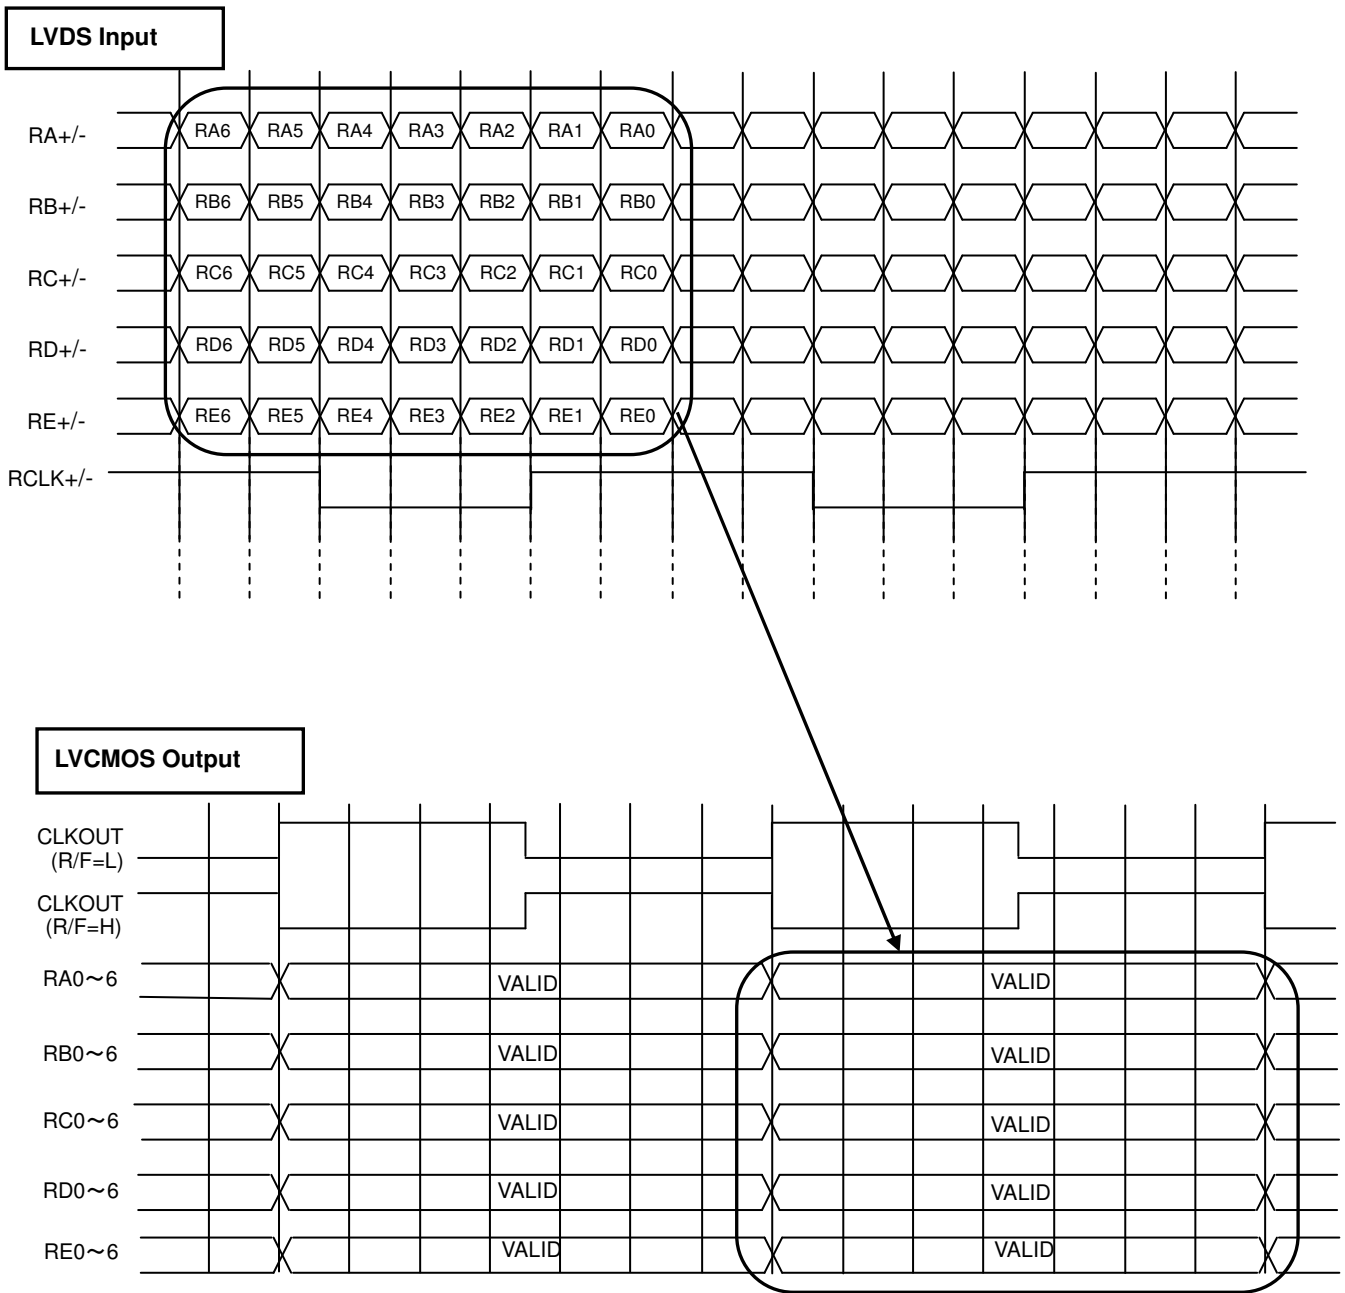 LVDS Input
RA+/- RA6 RA5 RA4 RA3 RA2 RA1 RA0
RB+/- RB6 RB5 RB4 RB3 RB2 RB1 RB0
RC+/- RC6 RC5 RC4 RC3 RC2 RC1 RC0
RD+/- RD6 RD5 RD4 RD3 RD2 RD1 RD0
RE+/- RE6 RE5 RE4 RE3 RE2 RE1 RE0
RCLK+/-
LVCMOS Output
CLKOUT
(R/F=L)
CLKOUT
(R/F=H)
RA0～6 VALID VALID
RB0～6 VALID VALID
RC0～6 VALID VALID
RD0～6 VALID VALID
RE0～6 VALID VALID